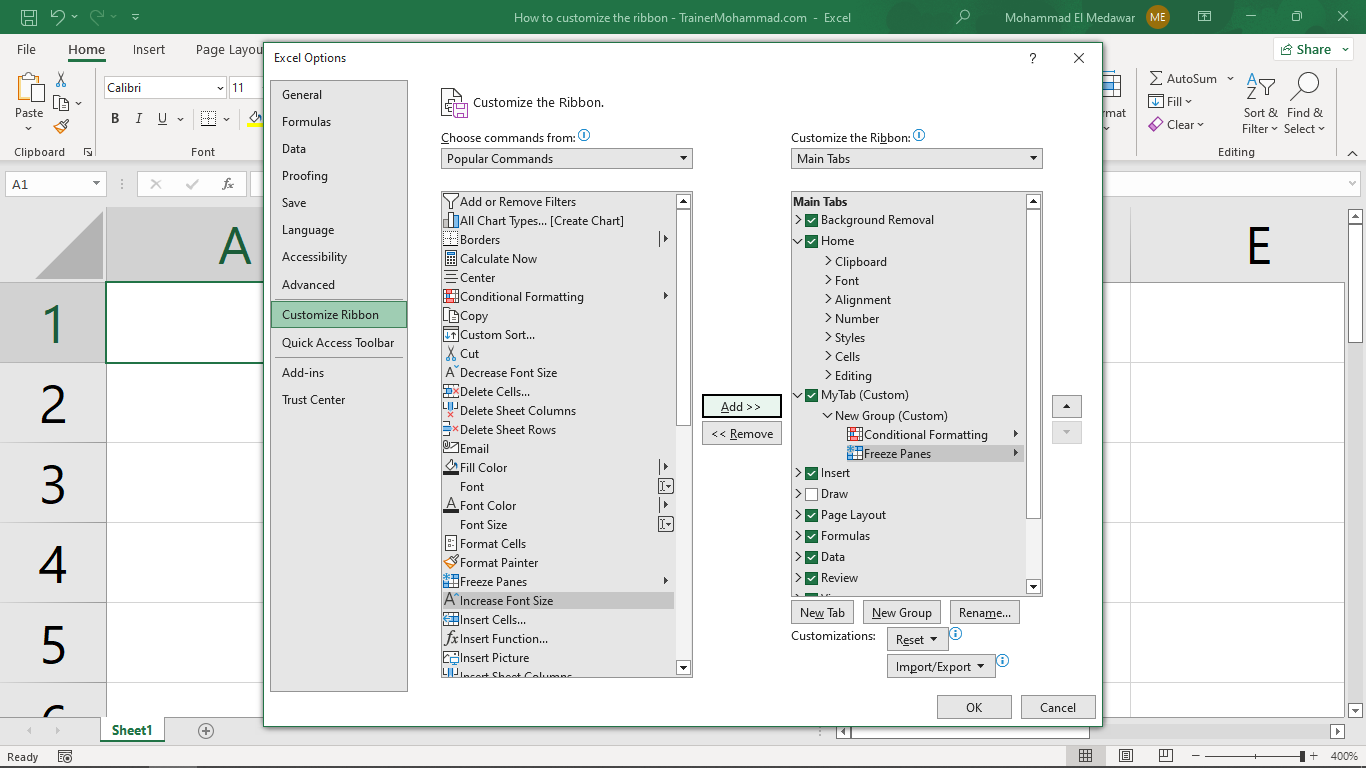 How to customize the ribbon - TrainerMohammad.com - Excel
Mohammad El Medawar
ME
File
Home
Insert
Page Layou
Share
Paste
Clipboard
Calibri
11
B I U
Font
rmat
AutoSum
Fill
Clear
Sort &
Filter
Find &
Select
Editing
A1
fx
A
E
1
2
3
4
5
Excel Options
?
General
Formulas
Data
Proofing
Save
Language
Accessibility
Advanced
Customize Ribbon
Quick Access Toolbar
Add-ins
Trust Center
Customize the Ribbon.
Choose commands from:
Popular Commands
Add or Remove Filters
All Chart Types... [Create Chart]
Borders
Calculate Now
Center
Conditional Formatting
Copy
Custom Sort...
Cut
Decrease Font Size
Delete Cells...
Delete Sheet Columns
Delete Sheet Rows
Email
Fill Color
Font
Font Color
Font Size
Format Cells
Format Painter
Freeze Panes
Increase Font Size
Insert Cells...
Insert Function...
Insert Picture
Insert Sheet Columns
Add >>
<< Remove
Customize the Ribbon:
Main Tabs
Main Tabs
Background Removal
Home
Clipboard
Font
Alignment
Number
Styles
Cells
Editing
MyTab (Custom)
New Group (Custom)
Conditional Formatting
Freeze Panes
Insert
Draw
Page Layout
Formulas
Data
Review
New Tab
New Group
Rename...
Customizations:
Reset
Import/Export
OK
Cancel
Sheet1
Ready
400%